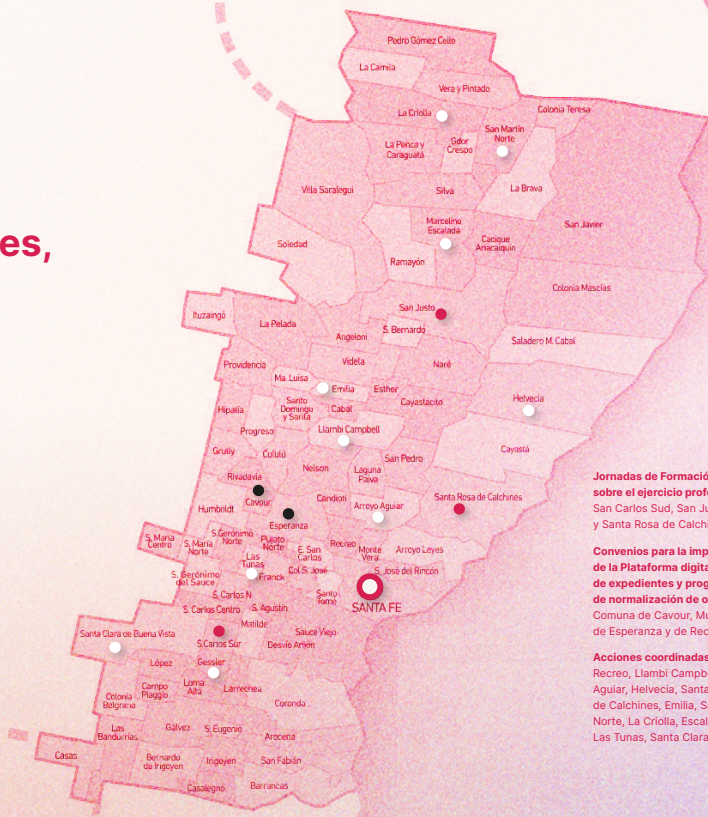 es,
Pedro Gómez Cello
La Camila
Vera y Pintado
La Criolla
Colonia Teresa
San Martín
Norte
La Penca y
Caraguatá
Gdor
Crespo
Villa Saralegui
Silva
La Brava
Marcelino
Escalada
San Javier
Soledad
Cacique
Ariacaiquín
Ramayón
Colonia Mascías
Ituzaingó
La Pelada
San Justo
S. Bernardo
Angeloni
Saladero M. Cabal
Providencia
Videla
Naré
Ma. Luisa
Emilia
Esther
Santo
Domingo
y Sarita
Cabal
Cayastacito
Helvecia
Hipatia
Progreso
Llambi Campbell
Grully
Cululú
San Pedro
Cayastá
Nelson
Laguna
Paiva
Rivadavia
Cavour
Candioti
Santa Rosa de Calchines
Humboldt
Esperanza
Arroyo Aguiar
S. María
Centro
S. María
Norte
S.Gerónimo
Norte
Pujato
Norte
E. San
Carlos
Recreo
Monte
Vera
Arroyo Leyes
Las
Tunas
S. Gerónimo
del Sauce
Franck
Col S. José
S. José del Rincón
S. Carlos N
Santo
Tomé
SANTA FE
S. Carlos Centro
S. Agustín
Matilde
Santa Clara de Buena Vista
S.Carlos Sur
Sauce Viejo
Desvío Arijón
López
Gessler
Colonia
Belgrano
Campo
Piaggio
Loma
Alta
Larrechea
Coronda
Las
Bandurrias
Gálvez
S. Eugenio
Arocena
Casas
Bernardo
de Irigoyen
Irigoyen
San Fabián
Casalegno
Barrancas
Jornadas de Formació
sobre el ejercicio profe
San Carlos Sud, San Ju
y Santa Rosa de Calchi
Convenios para la imp
de la Plataforma digita
de expedientes y prog
de normalización de o
Comuna de Cavour, Mu
de Esperanza y de Rec
Acciones coordinadas
Recreo, Llambi Campb
Aguiar, Helvecia, Santa
de Calchines, Emilia, Sa
Norte, La Criolla, Escal
Las Tunas, Santa Clara